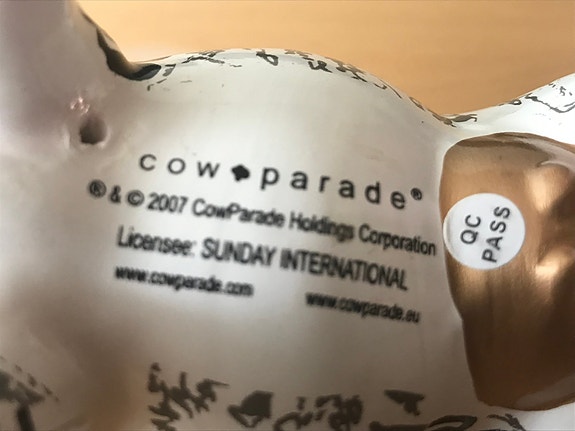 cow parade®
® & © 2007 CowParade Holdings Corporation
Licensee: SUNDAY INTERNATIONAL
www.cowparade.com www.cowparade.eu
QC
PASS